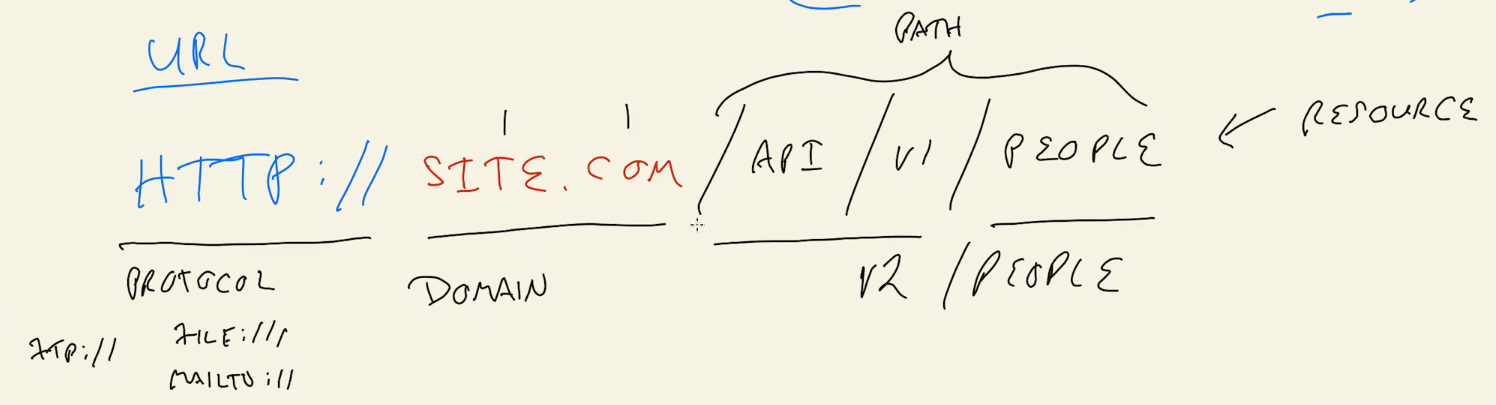 PATH
URL
RESOURCE
HTTP:// SITE.COM /API/V1/PEOPLE
PROTOCOL DOMAIN V2/PEOPLE
FTP:// FILE:///
MAILTO://